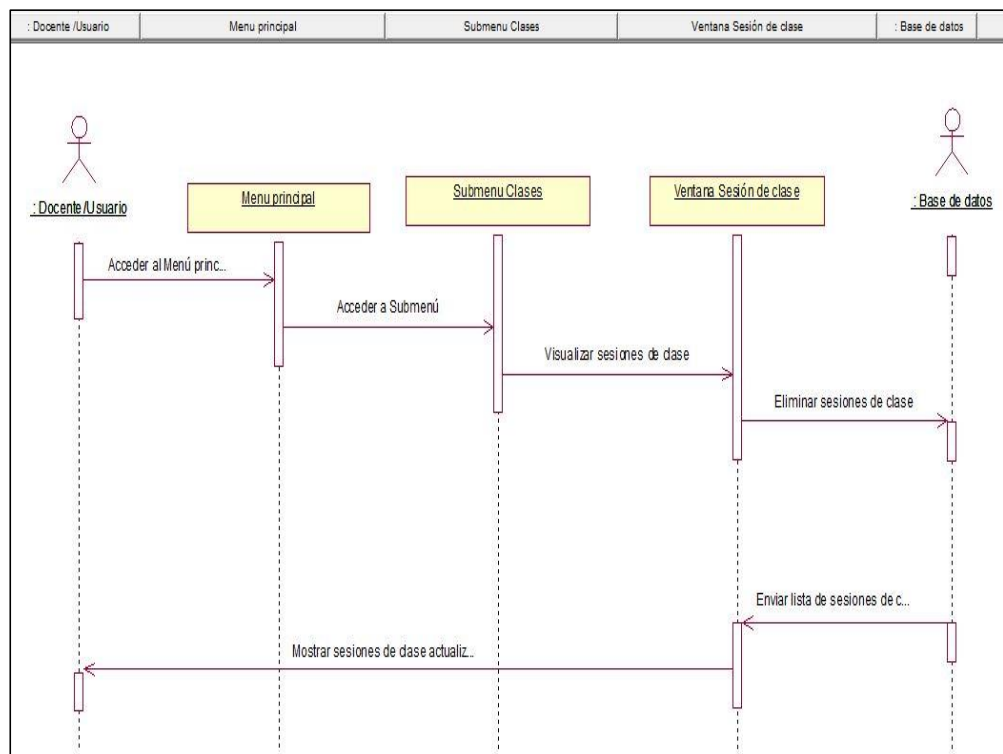 : Docente /Usuario
Menu principal
Submenu Clases
Ventana Sesión de clase
: Base de datos
: Docente /Usuario
Menu principal
Submenu Clases
Ventana Sesión de clase
: Base de datos
Acceder al Menú princ...
Acceder a Submenú
Visualizar sesiones de clase
Eliminar sesiones de clase
Enviar lista de sesiones de c...
Mostrar sesiones de clase actualiz...